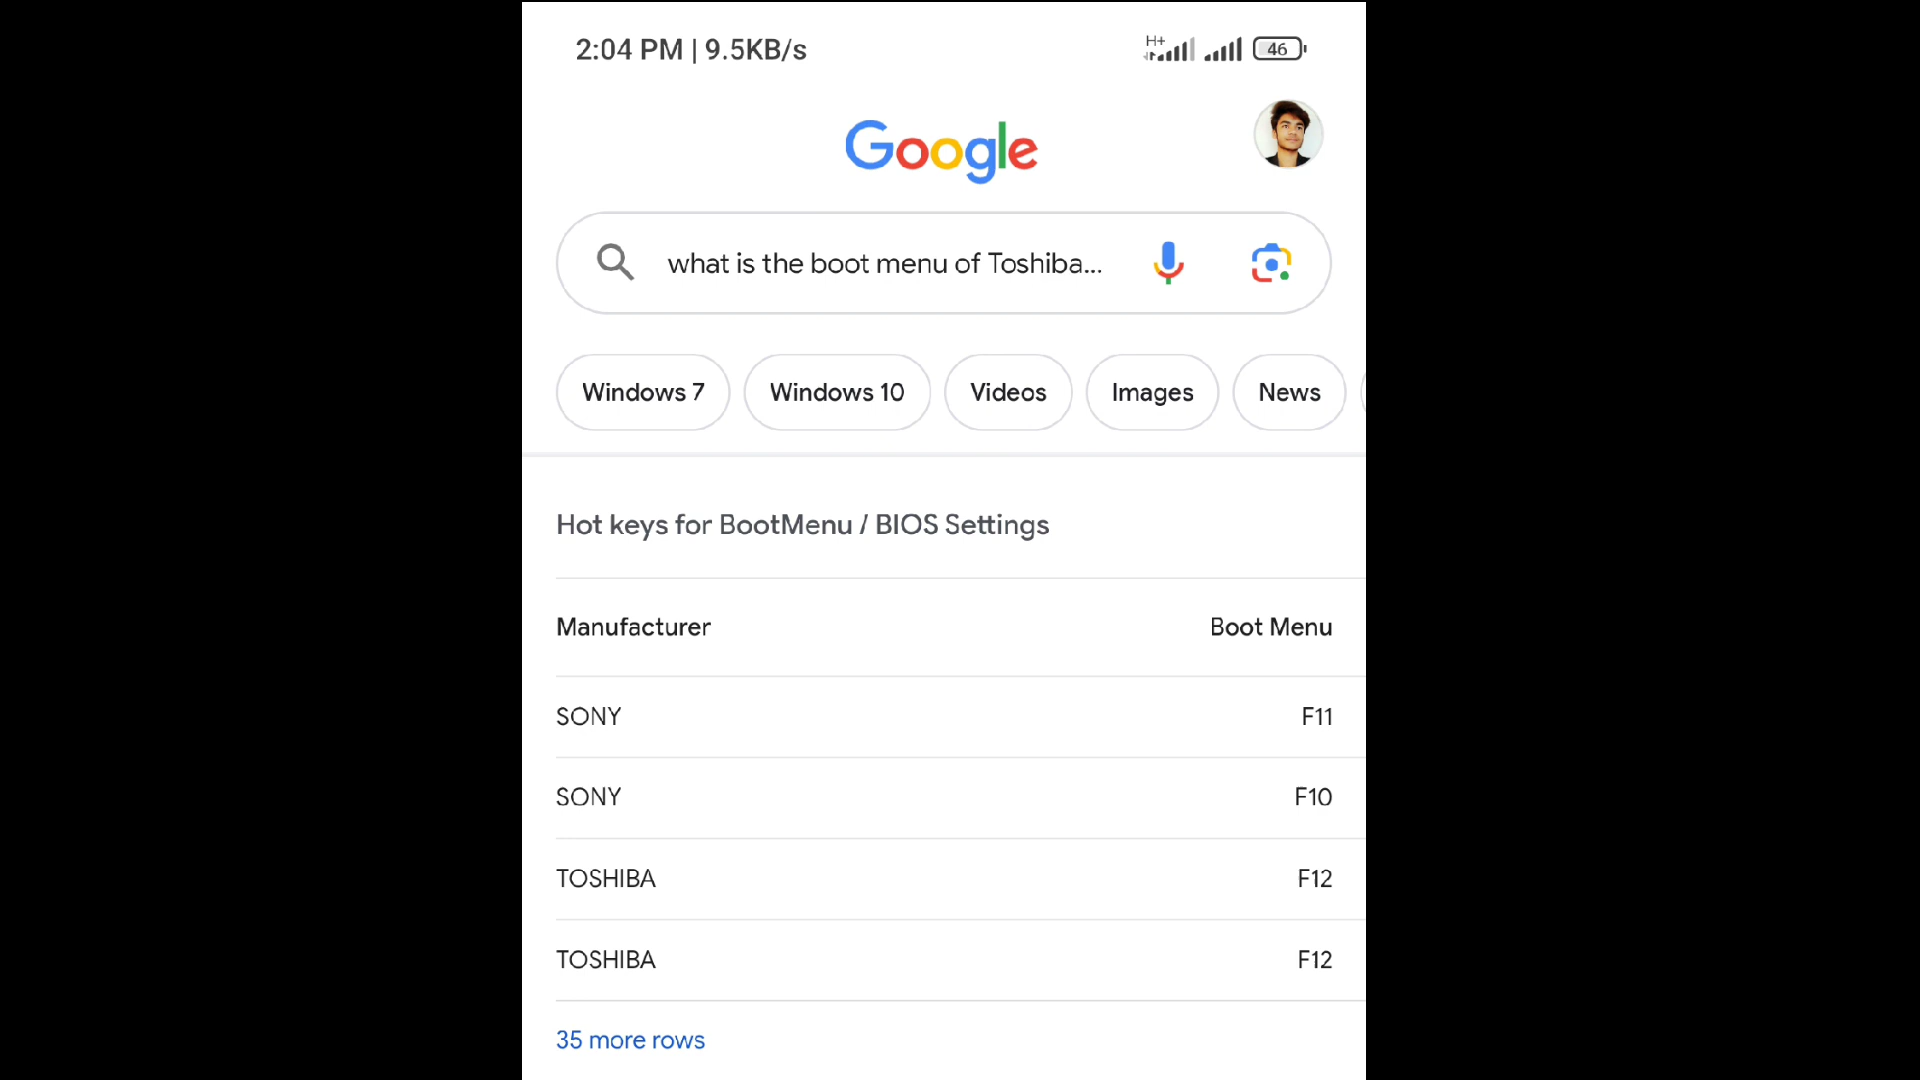 2:04 PM | 9.5KB/s H+ 46
Google
what is the boot menu of Toshiba...
Windows 7 Windows 10 Videos Images News
Hot keys for BootMenu / BIOS Settings
Manufacturer Boot Menu
SONY F11
SONY F10
TOSHIBA F12
TOSHIBA F12
35 more rows